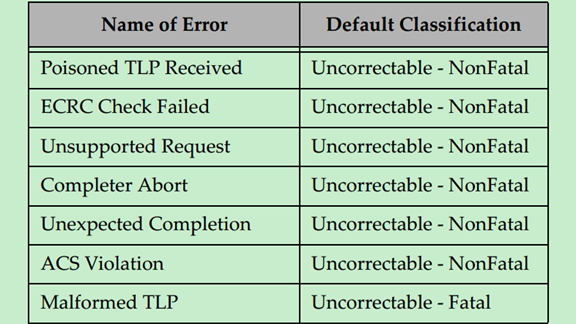 Name of Error Default Classification
Poisoned TLP Received Uncorrectable - NonFatal
ECRC Check Failed Uncorrectable - NonFatal
Unsupported Request Uncorrectable - NonFatal
Completer Abort Uncorrectable - NonFatal
Unexpected Completion Uncorrectable - NonFatal
ACS Violation Uncorrectable - NonFatal
Malformed TLP Uncorrectable - Fatal